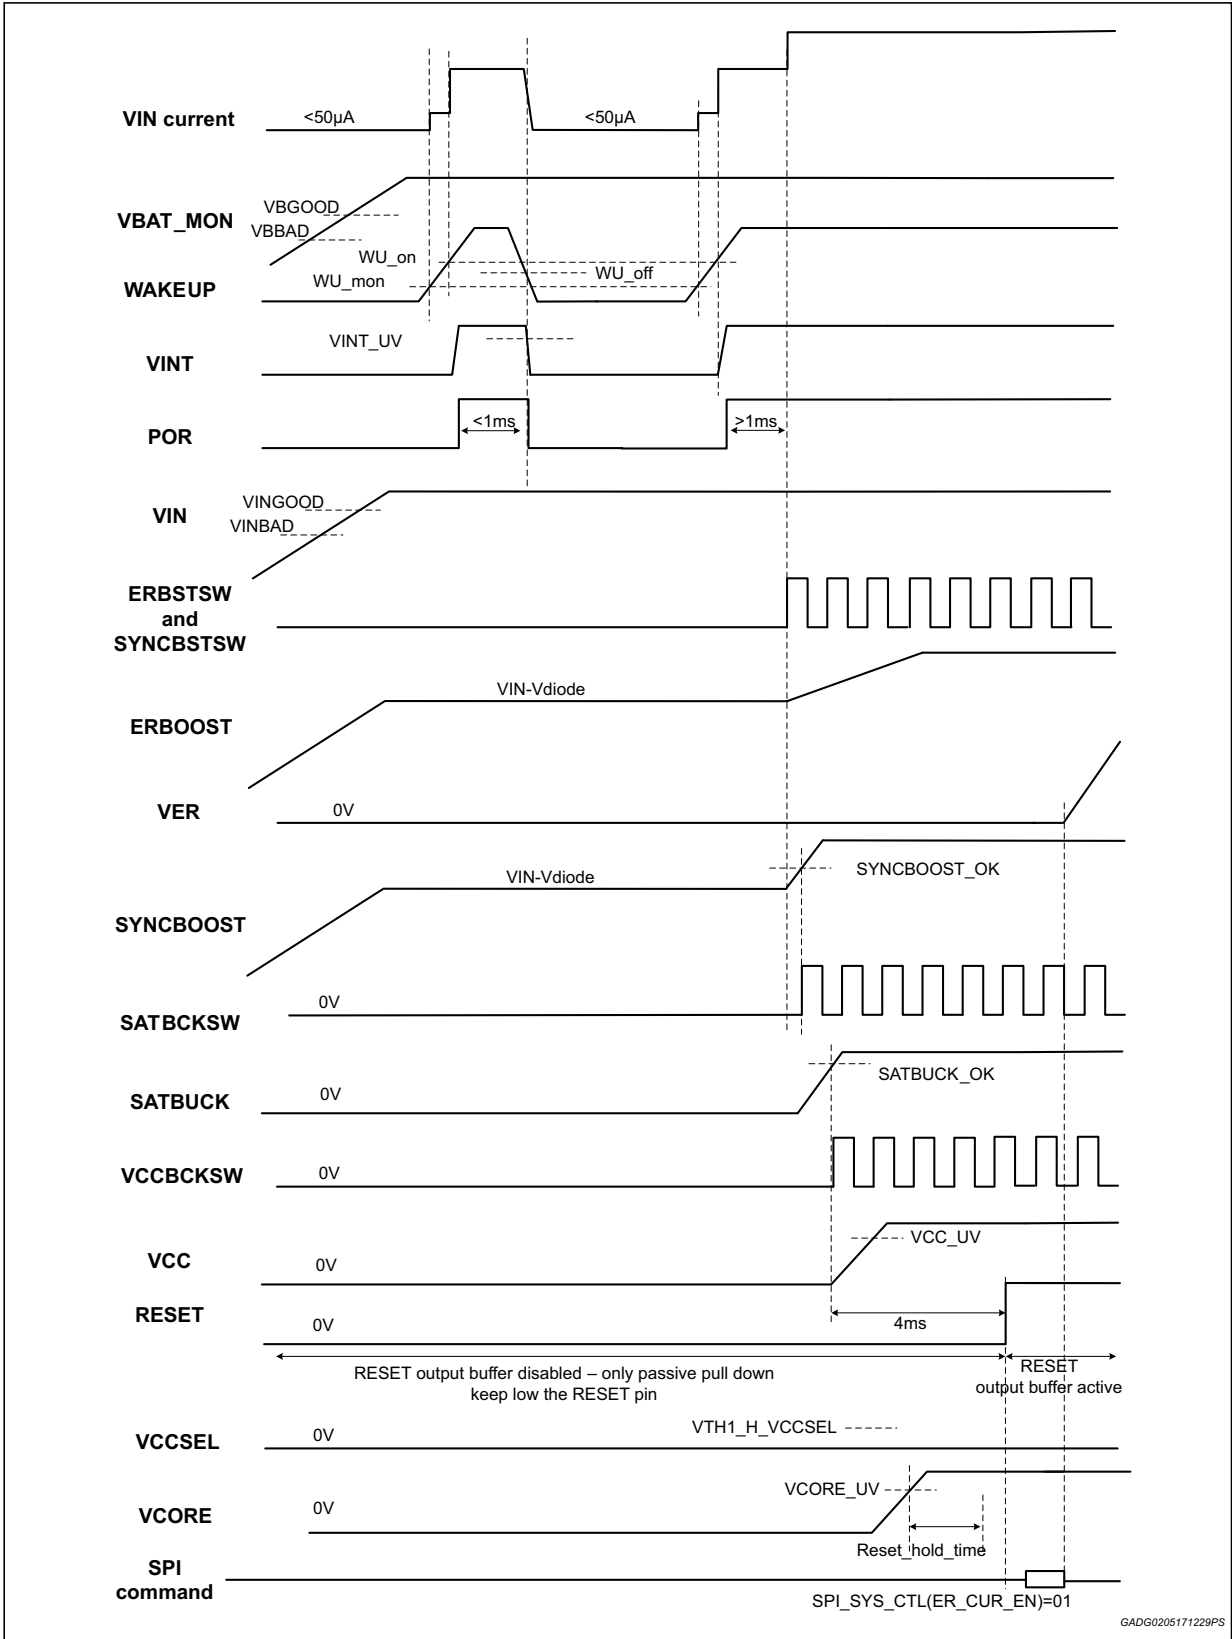 VIN current
<50µA
<50µA
VBAT_MON
VBGOOD
VBBAD
WAKEUP
WU_on
WU_mon
WU_off
VINT
VINT_UV
POR
<1ms
>1ms
VIN
VINGOOD
VINBAD
ERBSTSW
and
SYNCBSTSW
ERBOOST
VIN-Vdiode
VER
0V
SYNCBOOST
VIN-Vdiode
SYNCBOOST_OK
SATBCKSW
0V
SATBUCK
0V
SATBUCK_OK
VCCBCKSW
0V
VCC
0V
VCC_UV
RESET
0V
4ms
RESET output buffer disabled – only passive pull down
keep low the RESET pin
RESET
output buffer active
VCCSEL
0V
VTH1_H_VCCSEL
VCORE
0V
VCORE_UV
Reset_hold_time
SPI
command
SPI_SYS_CTL(ER_CUR_EN)=01
GADG0205171229PS